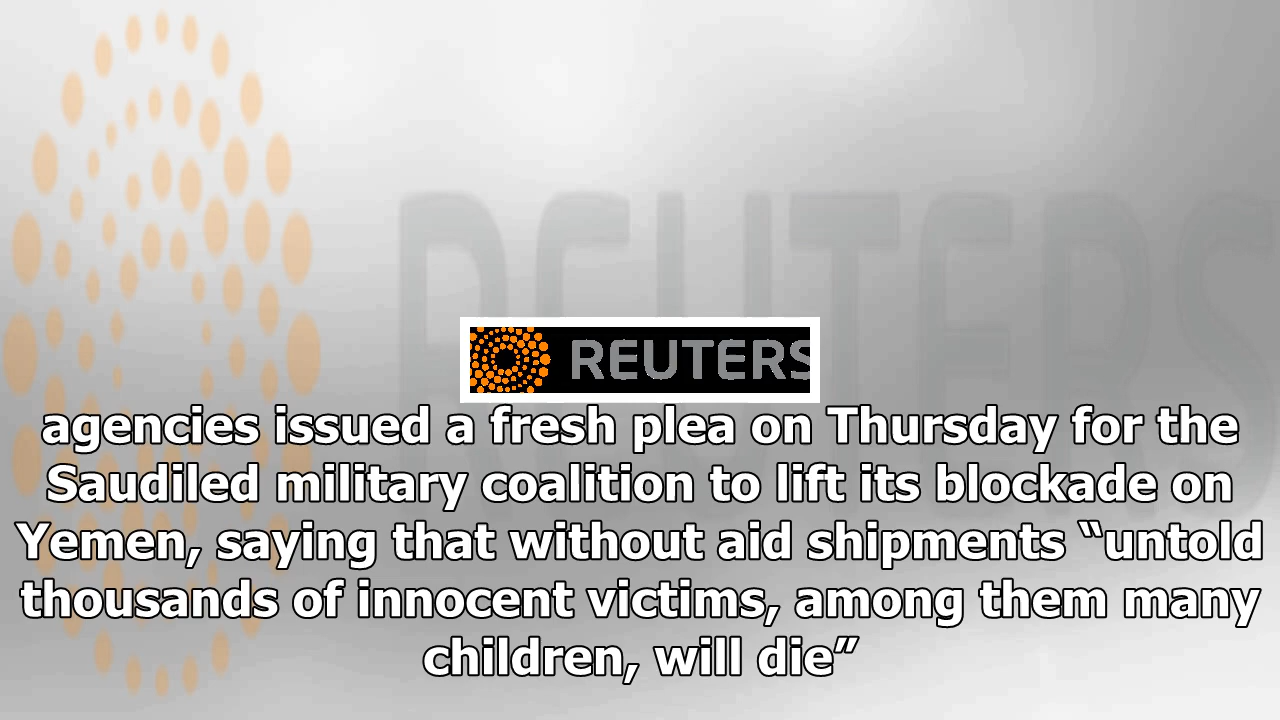 REUTERS
REUTERS
agencies issued a fresh plea on Thursday for the
Saudiled military coalition to lift its blockade on
Yemen, saying that without aid shipments “untold
thousands of innocent victims, among them many
children, will die”